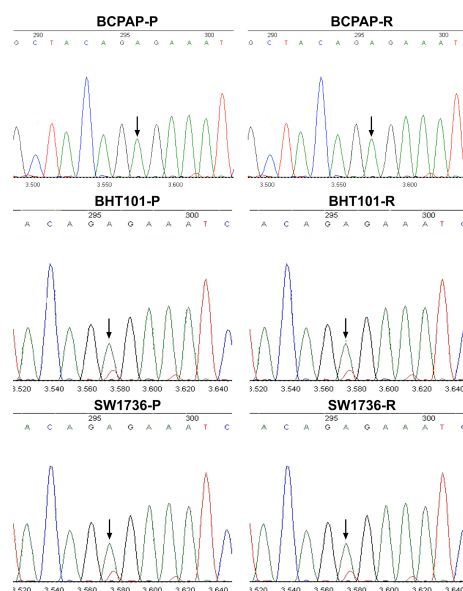 BCPAP-P
BCPAP-R
290 295 300
290 295 300
G C T A C A G A G A A A T
G C T A C A G A G A A A T
3.500 3.550 3.600
3.500 3.550 3.600
BHT101-P
BHT101-R
295 300
295 300
A C A G A G A A A T C
A C A G A G A A A T C
3.520 3.540 3.560 3.580 3.600 3.620 3.640
3.520 3.540 3.560 3.580 3.600 3.620 3.640
SW1736-P
SW1736-R
295 300
295 300
A C A G A G A A A T C
A C A G A G A A A T C
3.520 3.540 3.560 3.580 3.600 3.620 3.640
3.520 3.540 3.560 3.580 3.600 3.620 3.640